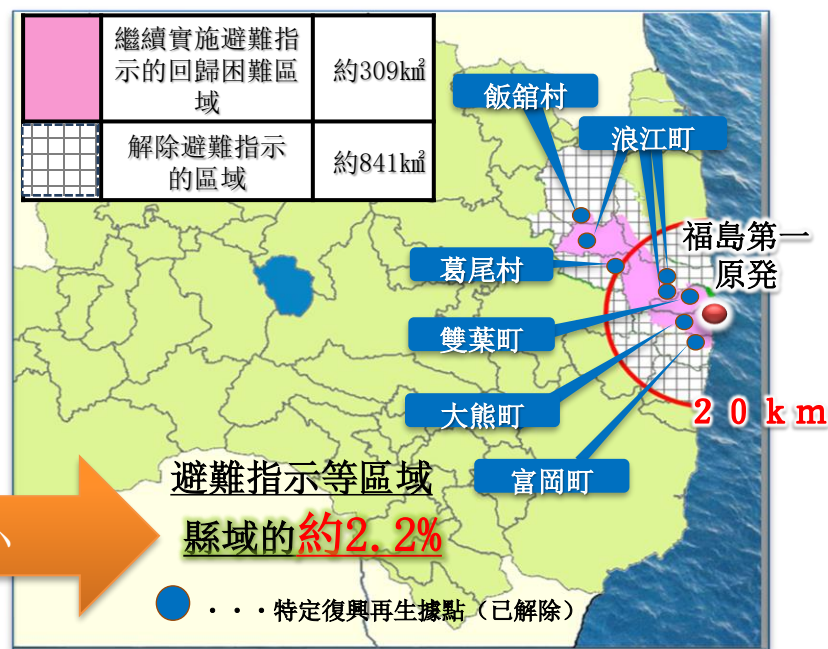 繼續實施避難指
示的回歸困難區
域
約309㎢
解除避難指示
的區域
約841㎢
飯舘村
浪江町
福島第一
原発
葛尾村
雙葉町
大熊町
20km
富岡町
避難指示等區域
縣域的約2.2%
、
・・・特定復興再生據點（已解除）